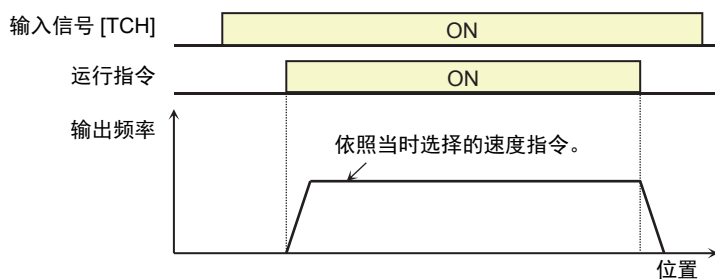 输入信号 [TCH]
ON
运行指令
ON
输出频率
依照当时选择的速度指令。
位置